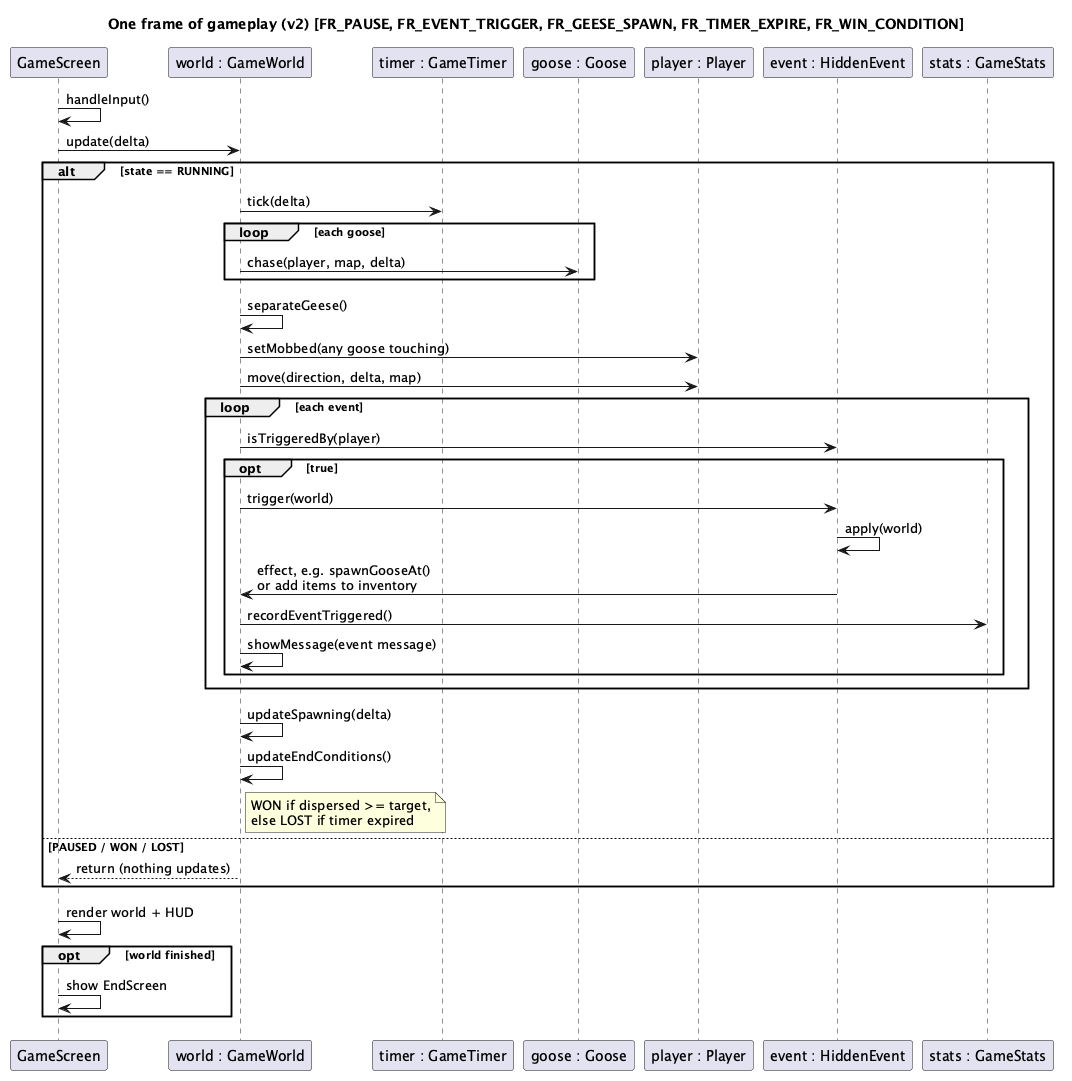 One frame of gameplay (v2) [FR_PAUSE, FR_EVENT_TRIGGER, FR_GEESE_SPAWN, FR_TIMER_EXPIRE, FR_WIN_CONDITION]
GameScreen
world : GameWorld
timer : GameTimer
goose : Goose
player : Player
event : HiddenEvent
stats : GameStats
handleInput()
update(delta)
alt
[state == RUNNING]
tick(delta)
loop
[each goose]
chase(player, map, delta)
separateGeese()
setMobbed(any goose touching)
move(direction, delta, map)
loop
[each event]
isTriggeredBy(player)
opt
[true]
trigger(world)
apply(world)
effect, e.g. spawnGooseAt()
or add items to inventory
recordEventTriggered()
showMessage(event message)
updateSpawning(delta)
updateEndConditions()
WON if dispersed >= target,
else LOST if timer expired
[PAUSED / WON / LOST]
return (nothing updates)
render world + HUD
opt
[world finished]
show EndScreen
GameScreen
world : GameWorld
timer : GameTimer
goose : Goose
player : Player
event : HiddenEvent
stats : GameStats